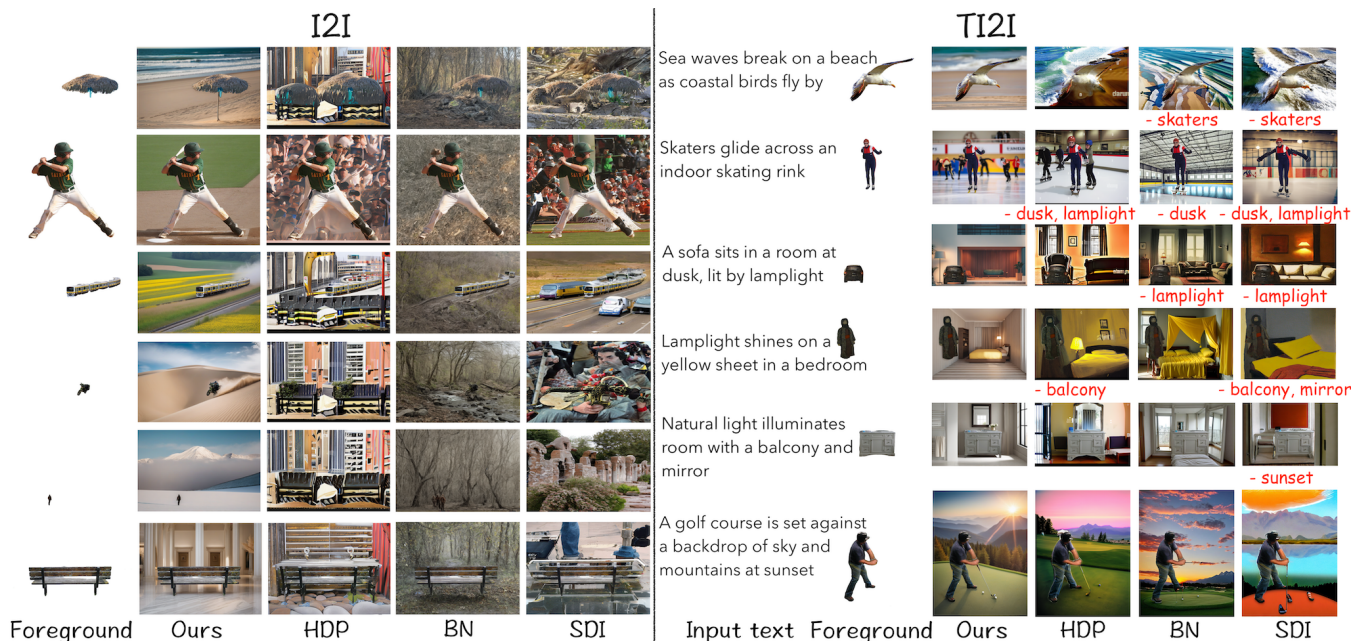 I2I
TI2I
Sea waves break on a beach
as coastal birds fly by
- skaters - skaters
Skaters glide across an
indoor skating rink
- dusk, lamplight - dusk - dusk, lamplight
A sofa sits in a room at
dusk, lit by lamplight
- lamplight - lamplight
Lamplight shines on a
yellow sheet in a bedroom
- balcony - balcony, mirror
Natural light illuminates
room with a balcony and
mirror
- sunset
A golf course is set against
a backdrop of sky and
mountains at sunset
Foreground Ours HDP BN SDI Input text Foreground Ours HDP BN SDI